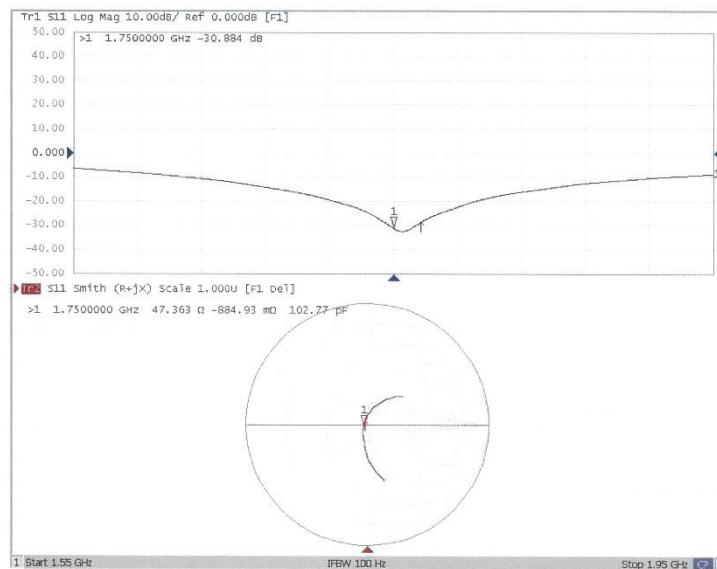 Tr1 S11 Log Mag 10.00dB/ Ref 0.000dB [F1]
50.00
>1 1.7500000 GHz -30.884 dB
40.00
30.00
20.00
10.00
0.000
-10.00
1
-20.00
1
-30.00
-40.00
-50.00
Tr2 S11 Smith (R+jX) Scale 1.000U [F1 Del]
>1 1.7500000 GHz 47.363 Ω -884.93 mΩ 102.77 pF
1
1 Start 1.55 GHz IFBW 100 Hz Stop 1.95 GHz C2